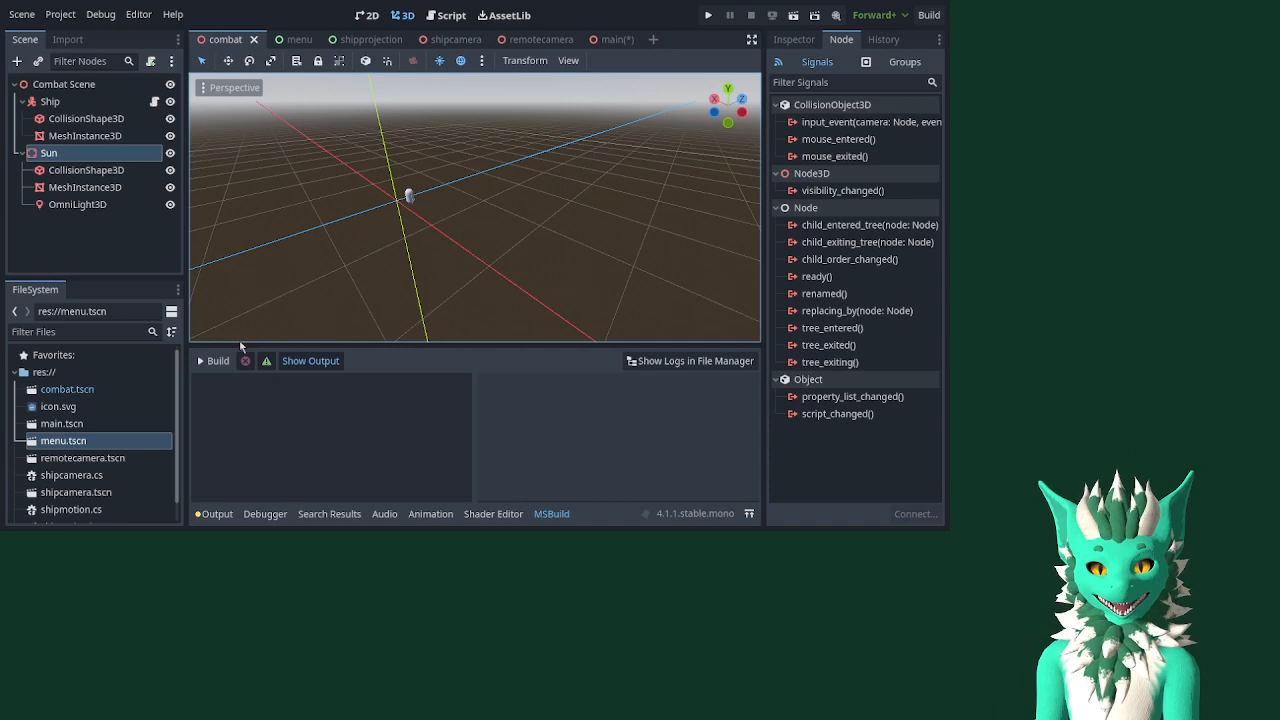 Scene Project Debug Editor Help 2D 3D Script AssetLib Forward+ Build
Scene Import
combat menu shipprojection shipcamera remotecamera main(*)
Inspector Node History
Filter Nodes
Transform View
Signals Groups
Filter Signals
Perspective
Y X Z
Combat Scene
Ship
CollisionShape3D
MeshInstance3D
Sun
CollisionShape3D
MeshInstance3D
OmniLight3D
CollisionObject3D
input_event(camera: Node, even
mouse_entered()
mouse_exited()
Node3D
visibility_changed()
Node
child_entered_tree(node: Node)
child_exiting_tree(node: Node)
child_order_changed()
ready()
renamed()
replacing_by(node: Node)
tree_entered()
tree_exited()
tree_exiting()
Object
property_list_changed()
script_changed()
Connect...
FileSystem
res://menu.tscn
Filter Files
Favorites:
res://
combat.tscn
icon.svg
main.tscn
menu.tscn
remotecamera.tscn
shipcamera.cs
shipcamera.tscn
shipmotion.cs
Build Show Output Show Logs in File Manager
Output Debugger Search Results Audio Animation Shader Editor MSBuild 4.1.1.stable.mono